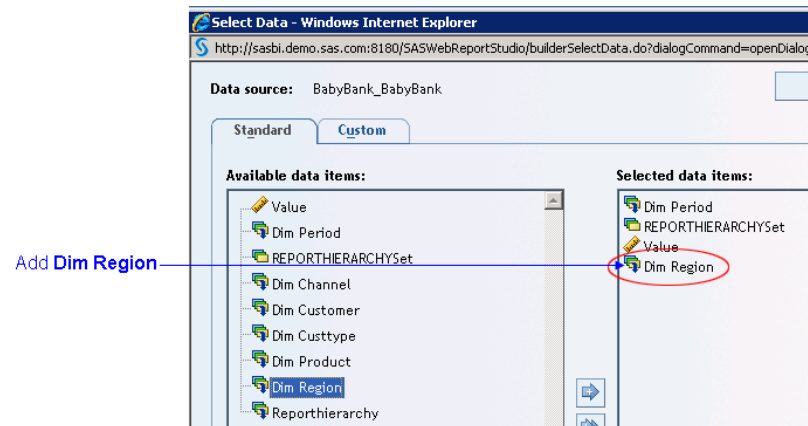 Select Data - Windows Internet Explorer
http://sasbi.demo.sas.com:8180/SASWebReportStudio/builderSelectData.do?dialogCommand=openDialog
Data source: BabyBank_BabyBank
Standard
Custom
Available data items:
Value
Dim Period
REPORTHIERARCHYSet
Dim Channel
Dim Customer
Dim Custtype
Dim Product
Dim Region
Reporthierarchy
Selected data items:
Dim Period
REPORTHIERARCHYSet
Value
Dim Region
Add Dim Region